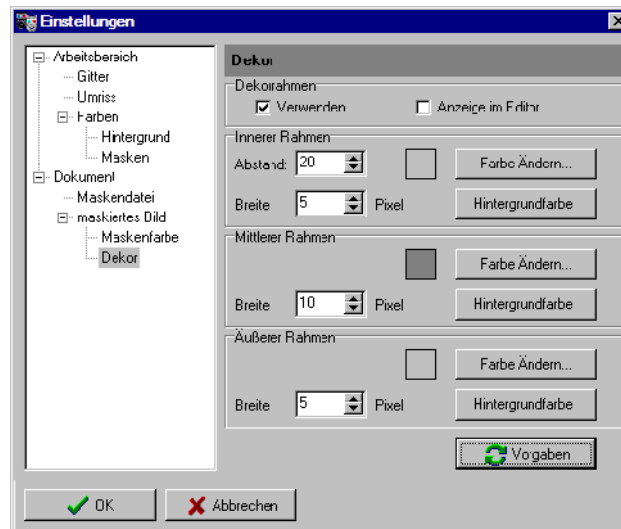 Einstellungen
Arbeitsbereich
Gitter
Umriss
Farben
Hintergrund
Masken
Dokument
Maskendatei
maskiertes Bild
Maskenfarbe
Dekor
Dekor
Dekorrahmen
Verwenden
Anzeige im Editor
Innerer Rahmen
Abstand: 20
Farbe Ändern...
Breite 5 Pixel
Hintergrundfarbe
Mittlerer Rahmen
Farbe Ändern...
Breite 10 Pixel
Hintergrundfarbe
Äußerer Rahmen
Farbe Ändern...
Breite 5 Pixel
Hintergrundfarbe
Vorgaben
OK
Abbrechen